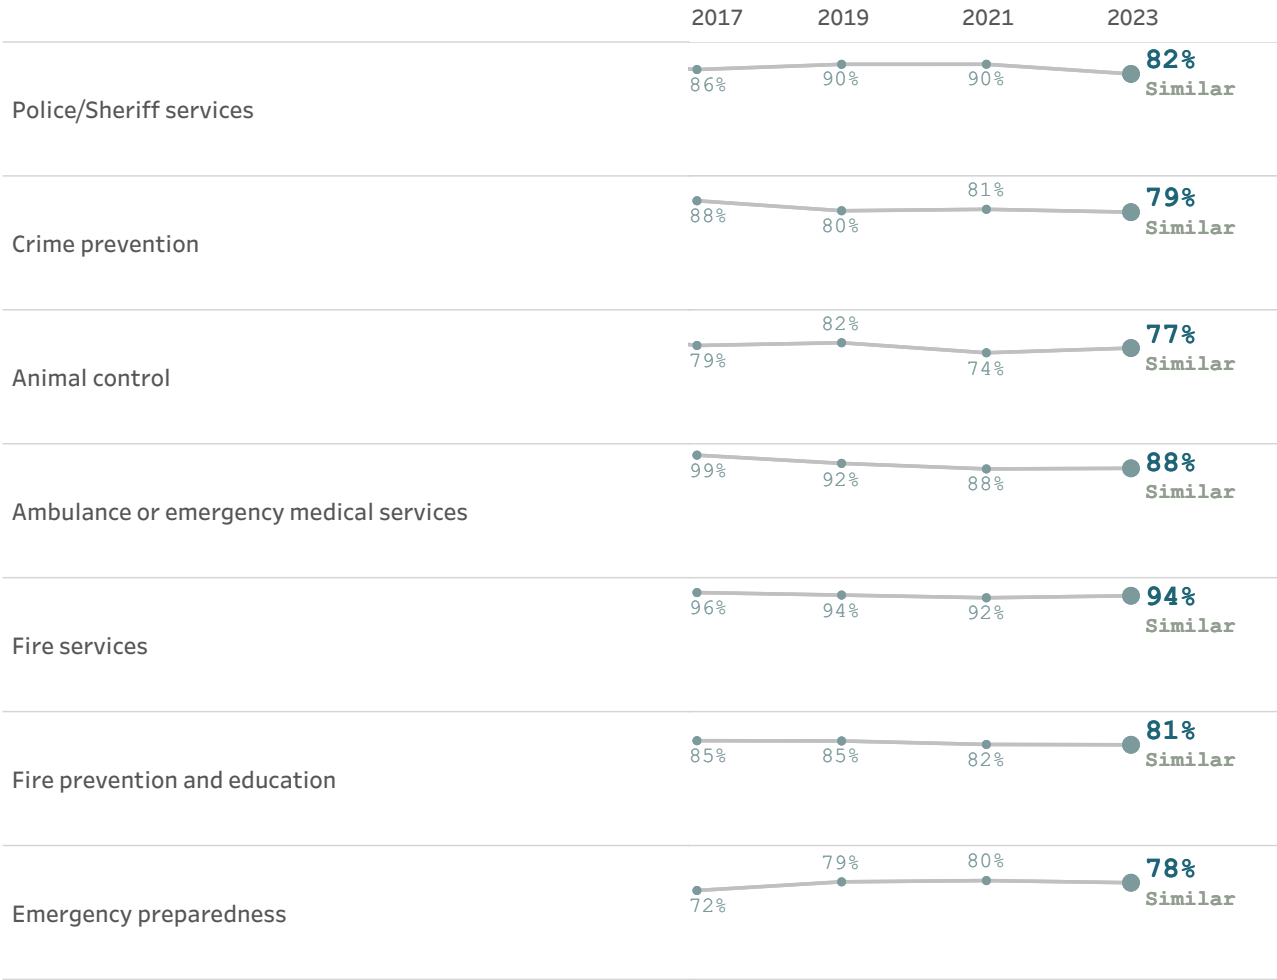 2017 2019 2021 2023
Police/Sheriff services 86% 90% 90% 82%
Similar
Crime prevention 88% 80% 81% 79%
Similar
Animal control 79% 82% 74% 77%
Similar
Ambulance or emergency medical services 99% 92% 88% 88%
Similar
Fire services 96% 94% 92% 94%
Similar
Fire prevention and education 85% 85% 82% 81%
Similar
Emergency preparedness 72% 79% 80% 78%
Similar